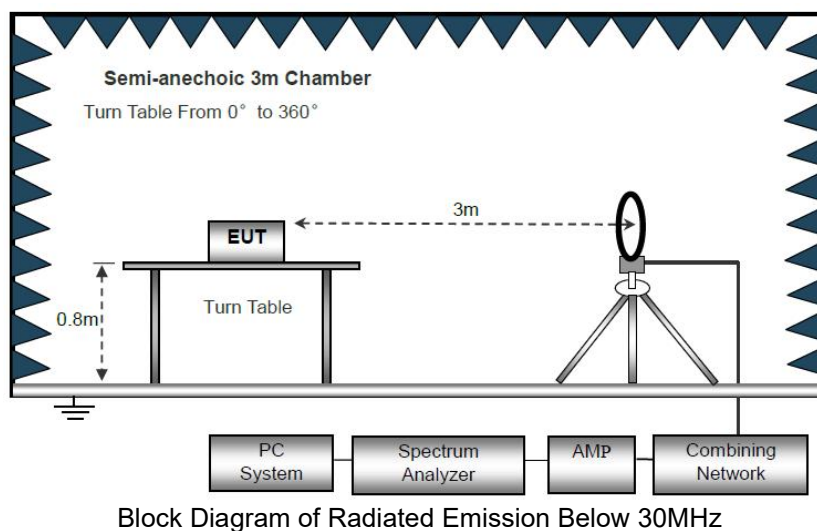 Semi-anechoic 3m Chamber
Turn Table From 0° to 360°
3m
EUT
0.8m
Turn Table
PC
System
Spectrum
Analyzer
AMP
Combining
Network
Block Diagram of Radiated Emission Below 30MHz